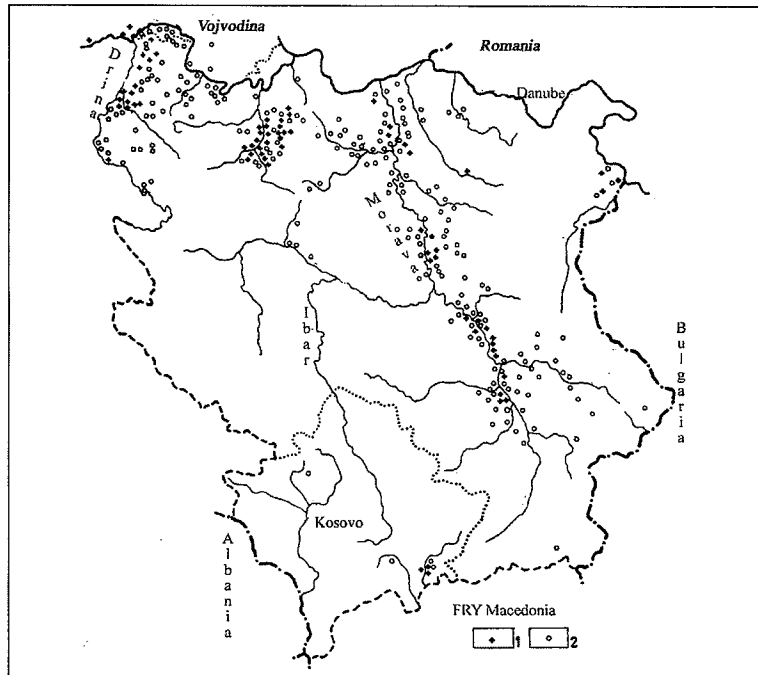 Vojvodina
Romania
Drina
Danube
Morava
Ibar
Bulgaria
Kosovo
Albania
FRY Macedonia
1 2